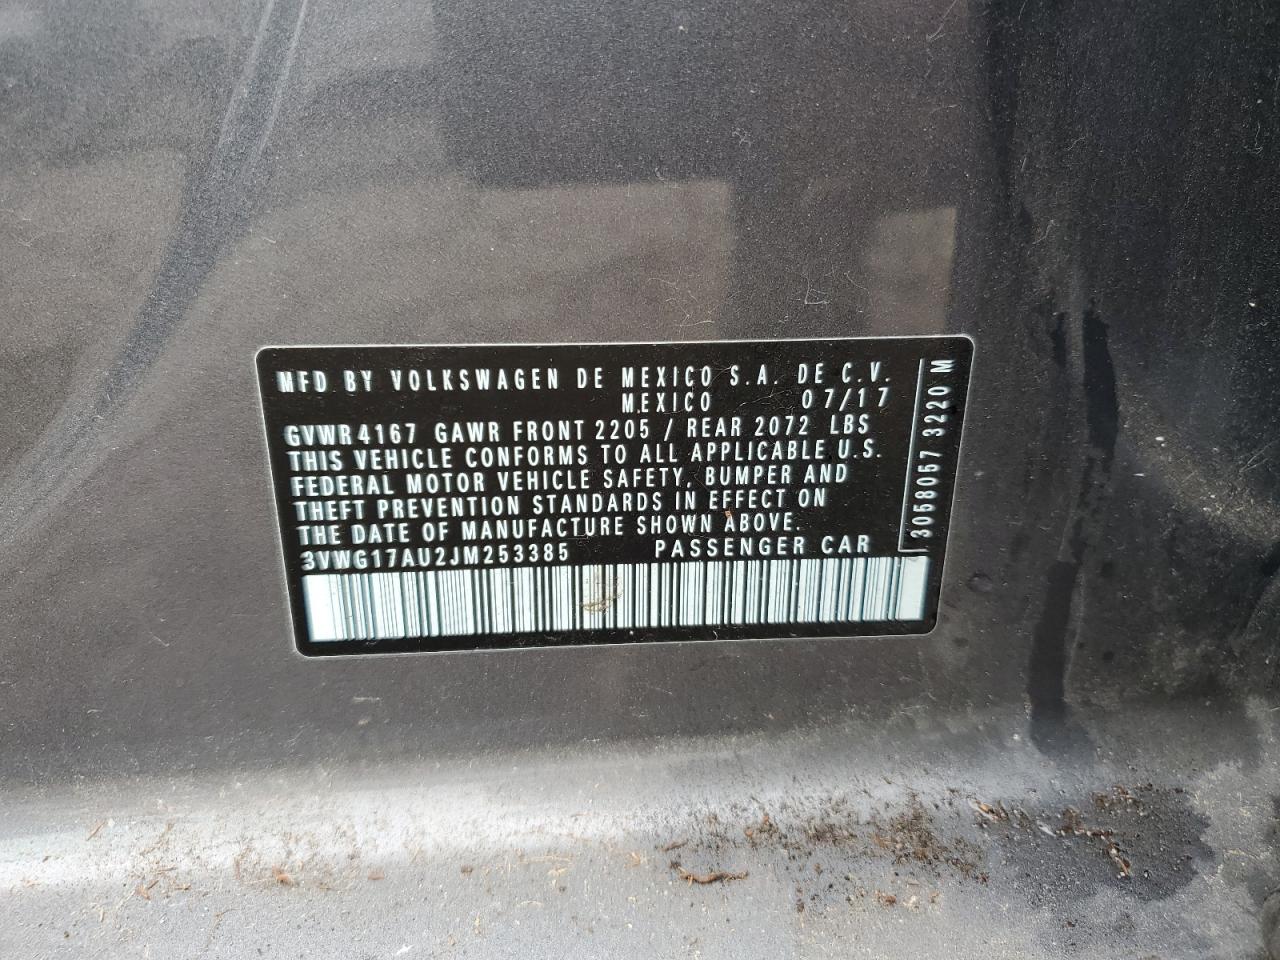 MFD BY VOLKSWAGEN DE MEXICO S.A. DE C.V.
MEXICO 07/17
GVWR 4167 GAWR FRONT 2205 / REAR 2072 LBS
THIS VEHICLE CONFORMS TO ALL APPLICABLE U.S.
FEDERAL MOTOR VEHICLE SAFETY, BUMPER AND
THEFT PREVENTION STANDARDS IN EFFECT ON
THE DATE OF MANUFACTURE SHOWN ABOVE.
3VWG17AU2JM253385 PASSENGER CAR
3058057 3220 M